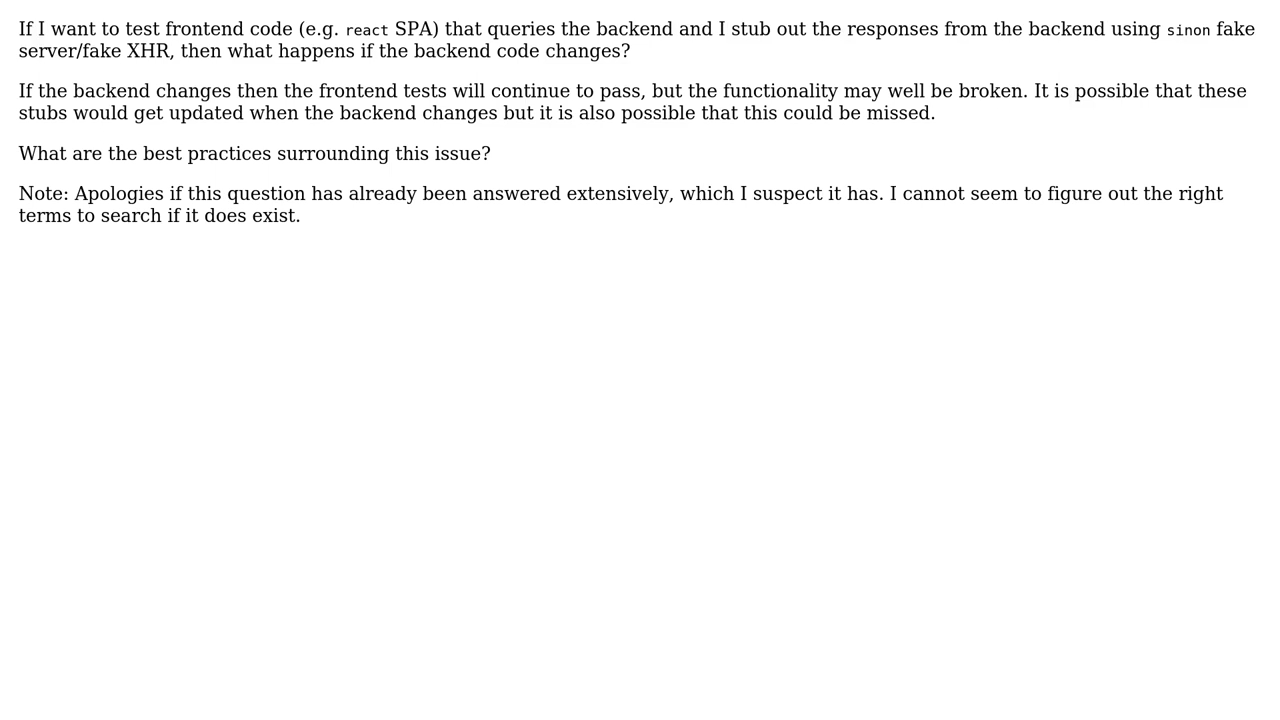 If I want to test frontend code (e.g. react SPA) that queries the backend and I stub out the responses from the backend using sinon fake
server/fake XHR, then what happens if the backend code changes?
If the backend changes then the frontend tests will continue to pass, but the functionality may well be broken. It is possible that these
stubs would get updated when the backend changes but it is also possible that this could be missed.
What are the best practices surrounding this issue?
Note: Apologies if this question has already been answered extensively, which I suspect it has. I cannot seem to figure out the right
terms to search if it does exist.